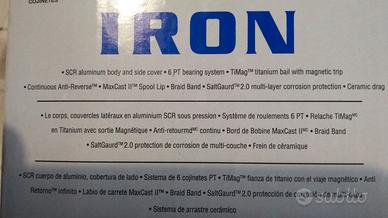 COJINETES
IRON
• SCR aluminum body and side cover • 6 PT bearing system • TiMag™ titanium bail with magnetic trip
• Continuous Anti-Reverse™ • MaxCast II™ Spool Lip • Braid Band • SaltGaurd™ 2.0 multi-layer corrosion protection • Ceramic drag
• Le corps, couvercles latéraux en aluminium SCR sous pression • Système de roulements 6 PT • Relache TiMagMC
en Titanium avec sortie Magnétique • Anti-retourmdMC continu • Bord de Bobine MaxCast IIMC • Braid Band
• SaltGaurd™ 2.0 protection de corrosion de multi-couche • Frein de céramique
• SCR cuerpo de aluminio, cobertura de lado • Sistema de 6 cojinetes PT • TiMag™ fianza de titanio con el viaje magnético • Anti
Retorno™ infinito • Labio de carrete MaxCast II™ • Braid Band • SaltGaurd™ 2.0 protección de corrosión de
• Sistema de arrastre cerámico
subito